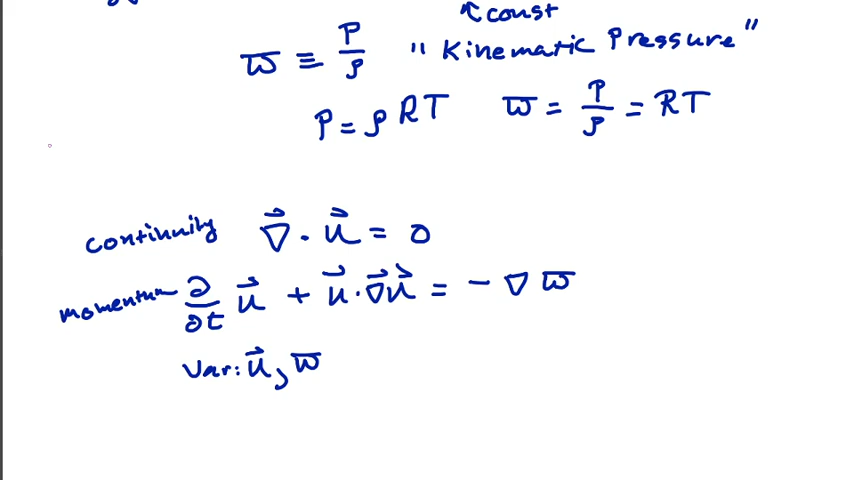 ↖const
ϖ ≡ P/ρ "Kinematic Pressure"
P = ρRT ϖ = P/ρ = RT
continuity ∇⃗ · u⃗ = 0
momentum ∂/∂t u⃗ + u⃗ · ∇⃗u⃗ = - ∇ϖ
Var: u⃗, ϖ